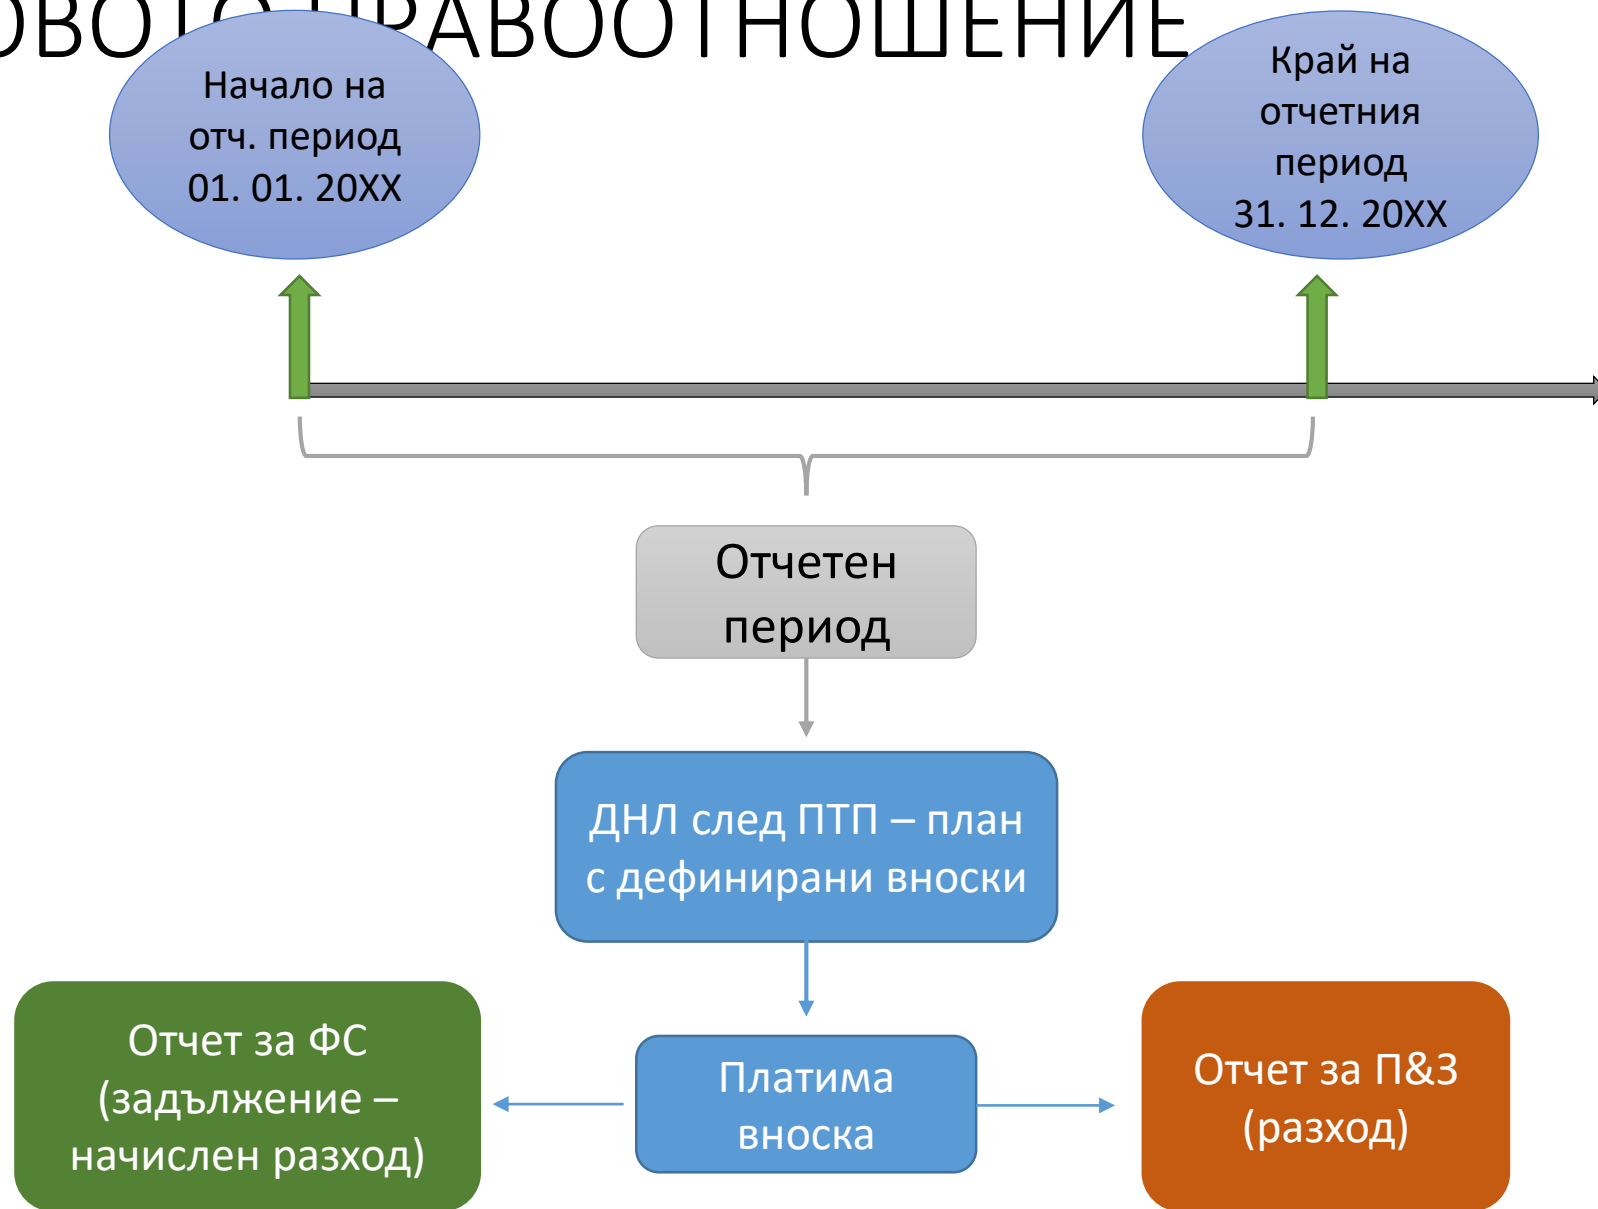 ПРАВООТНОШЕНИЕ
Начало на
отч. период
01. 01. 20XX
Край на
отчетния
период
31. 12. 20XX
Отчетен
период
ДНЛ след ПТП – план
с дефинирани вноски
Платима
вноска
Отчет за ФС
(задължение –
начислен разход)
Отчет за П&З
(разход)